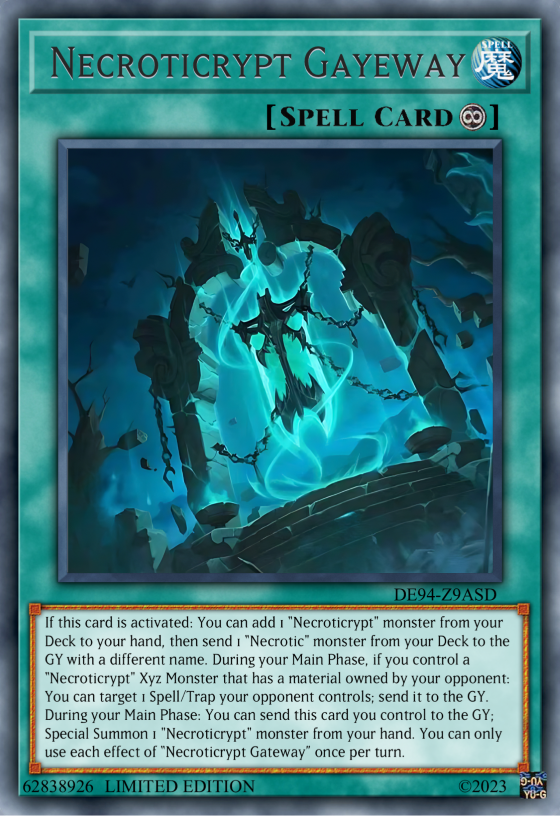 Necroticrypt Gayeway
SPELL
魔
[Spell Card]
DE94-Z9ASD
If this card is activated: You can add 1 "Necroticrypt" monster from your
Deck to your hand, then send 1 "Necrotic" monster from your Deck to the
GY with a different name. During your Main Phase, if you control a
"Necroticrypt" Xyz Monster that has a material owned by your opponent:
You can target 1 Spell/Trap your opponent controls; send it to the GY.
During your Main Phase: You can send this card you control to the GY;
Special Summon 1 "Necroticrypt" monster from your hand. You can only
use each effect of "Necroticrypt Gateway" once per turn.
62838926 LIMITED EDITION
©2023
YU-G
YU-G